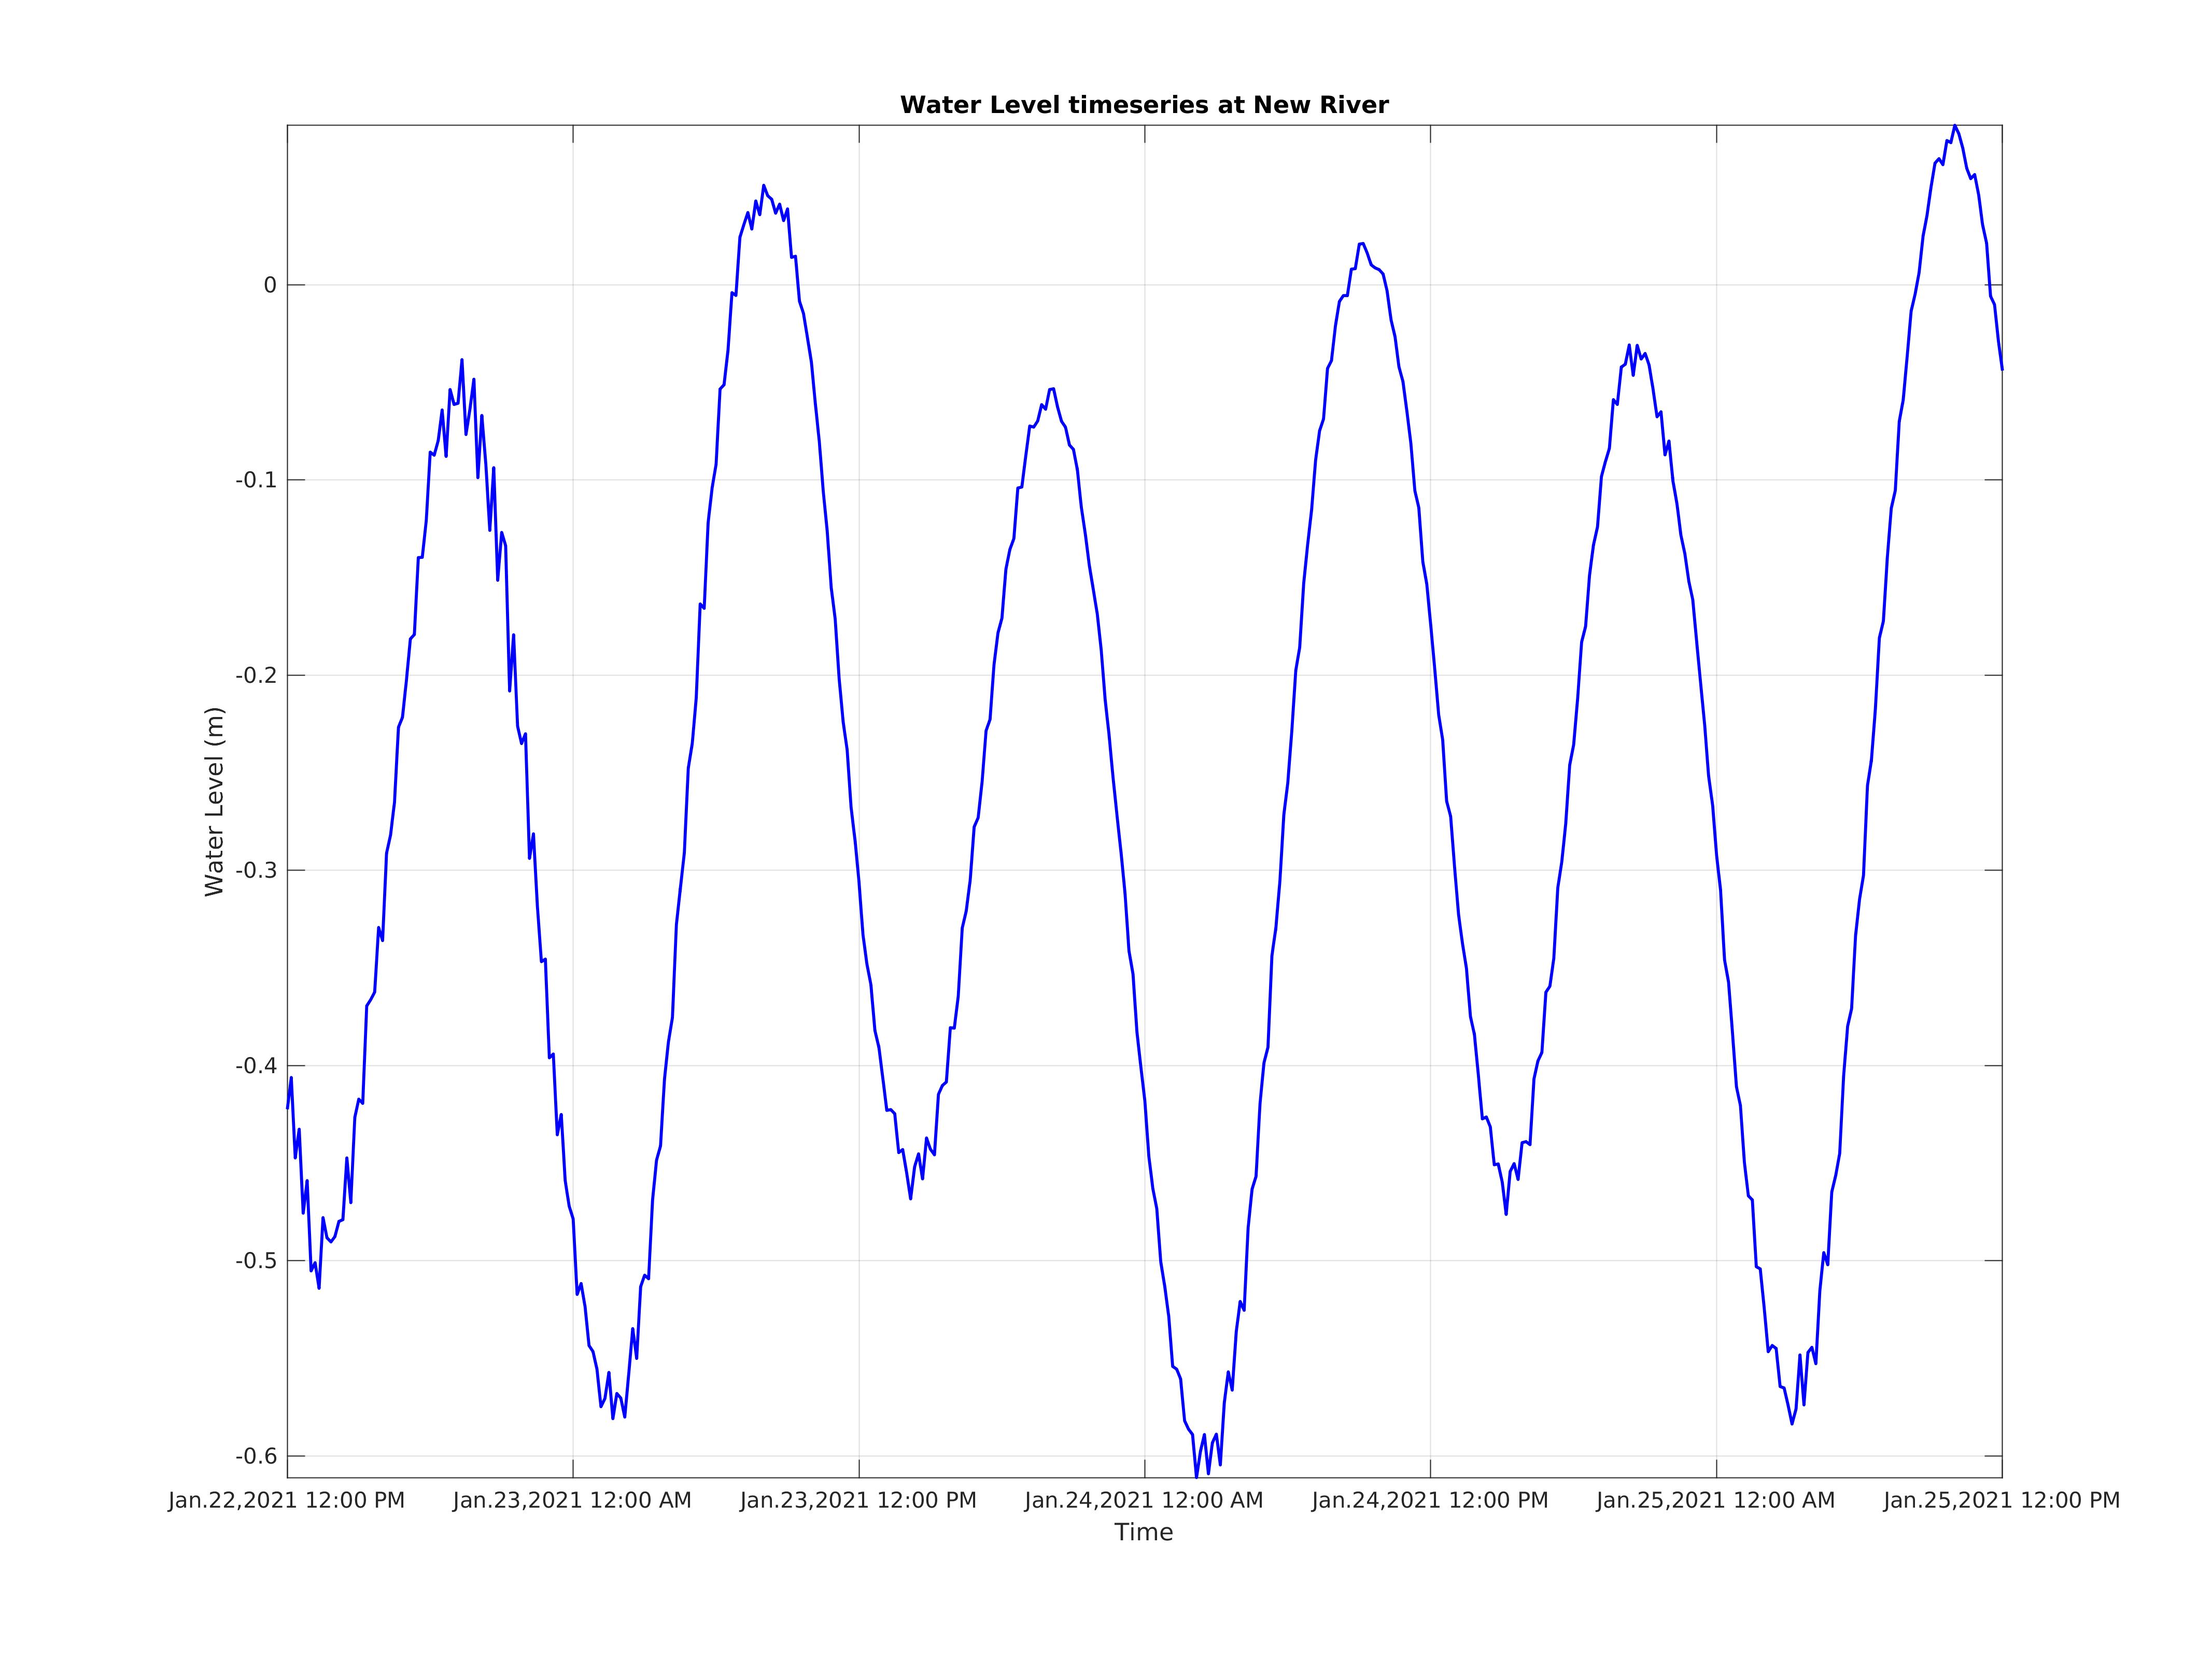 Water Level timeseries at New River
0
-0.1
-0.2
-0.3
-0.4
-0.5
-0.6
Water Level (m)
Jan.22,2021 12:00 PM
Jan.23,2021 12:00 AM
Jan.23,2021 12:00 PM
Jan.24,2021 12:00 AM
Jan.24,2021 12:00 PM
Jan.25,2021 12:00 AM
Jan.25,2021 12:00 PM
Time